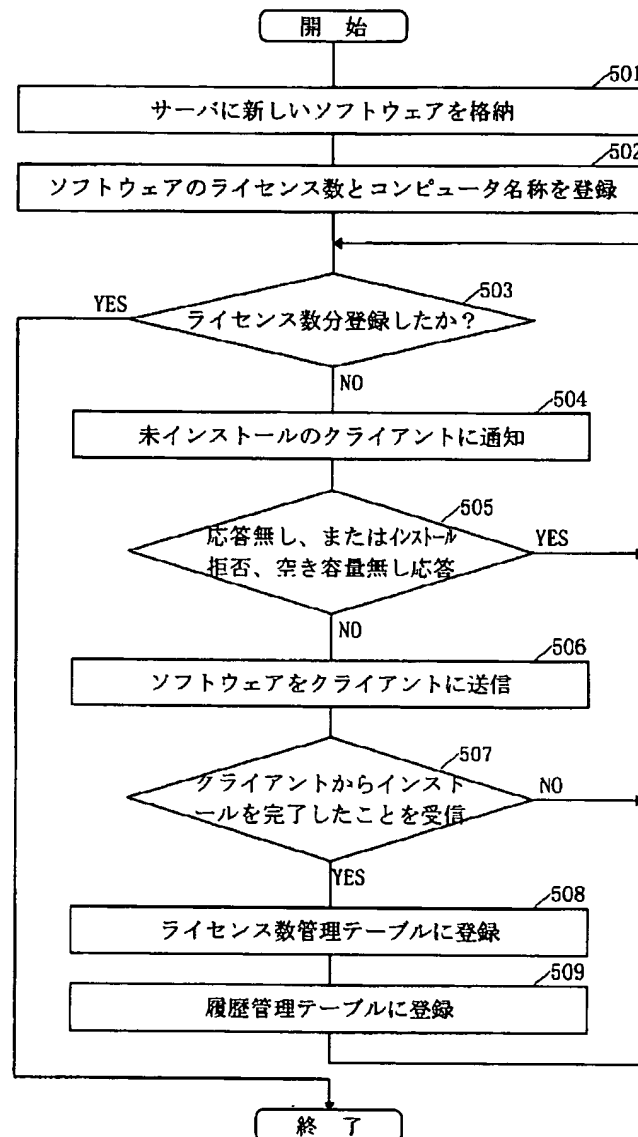 開 始
501
サーバに新しいソフトウェアを格納
502
ソフトウェアのライセンス数とコンピュータ名称を登録
503
YES
ライセンス数分登録したか？
NO
504
未インストールのクライアントに通知
505
応答無し、またはインストール
拒否、空き容量無し応答
YES
NO
506
ソフトウェアをクライアントに送信
507
クライアントからインスト
ールを完了したことを受信
NO
YES
508
ライセンス数管理テーブルに登録
509
履歴管理テーブルに登録
終 了